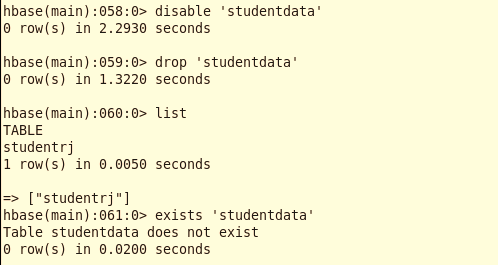 hbase(main):058:0> disable 'studentdata'
0 row(s) in 2.2930 seconds
hbase(main):059:0> drop 'studentdata'
0 row(s) in 1.3220 seconds
hbase(main):060:0> list
TABLE
studentrj
1 row(s) in 0.0050 seconds
=> ["studentrj"]
hbase(main):061:0> exists 'studentdata'
Table studentdata does not exist
0 row(s) in 0.0200 seconds